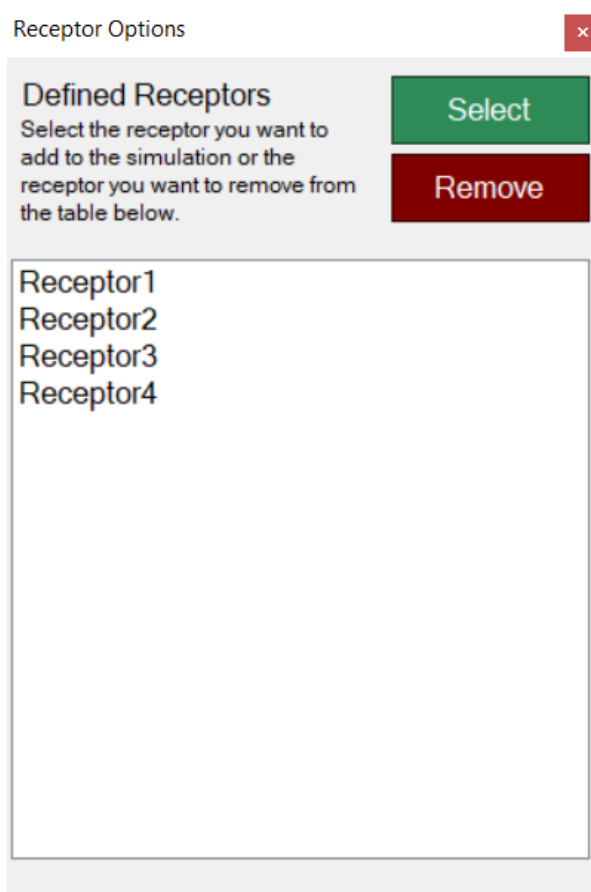 Receptor Options
×
Defined Receptors
Select the receptor you want to
add to the simulation or the
receptor you want to remove from
the table below.
Select
Remove
Receptor1
Receptor2
Receptor3
Receptor4